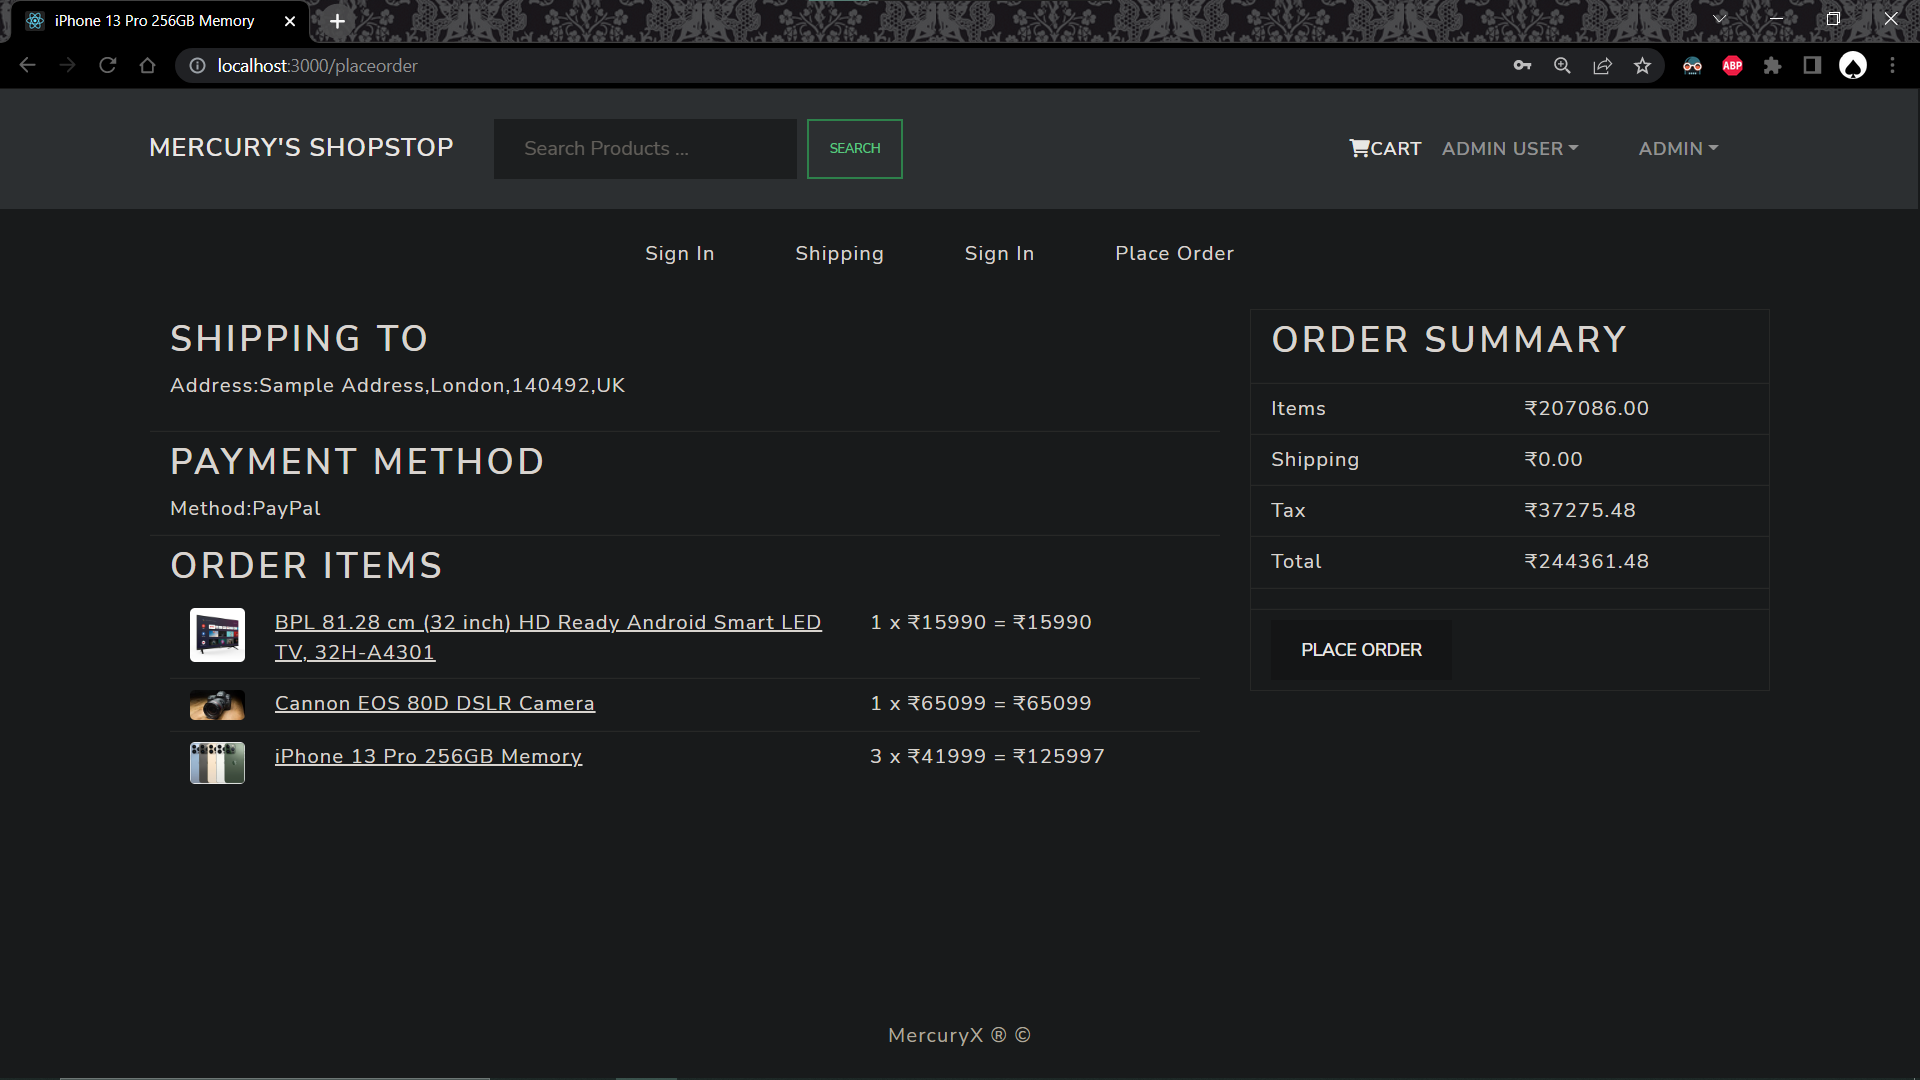 iPhone 13 Pro 256GB Memory
localhost:3000/placeorder
ABP
MERCURY'S SHOPSTOP
Search Products ...
SEARCH
CART
ADMIN USER
ADMIN
Sign In
Shipping
Sign In
Place Order
SHIPPING TO
Address:Sample Address,London,140492,UK
PAYMENT METHOD
Method:PayPal
ORDER ITEMS
BPL 81.28 cm (32 inch) HD Ready Android Smart LED
TV, 32H-A4301
1 x ₹15990 = ₹15990
Cannon EOS 80D DSLR Camera
1 x ₹65099 = ₹65099
iPhone 13 Pro 256GB Memory
3 x ₹41999 = ₹125997
ORDER SUMMARY
Items ₹207086.00
Shipping ₹0.00
Tax ₹37275.48
Total ₹244361.48
PLACE ORDER
MercuryX ® ©